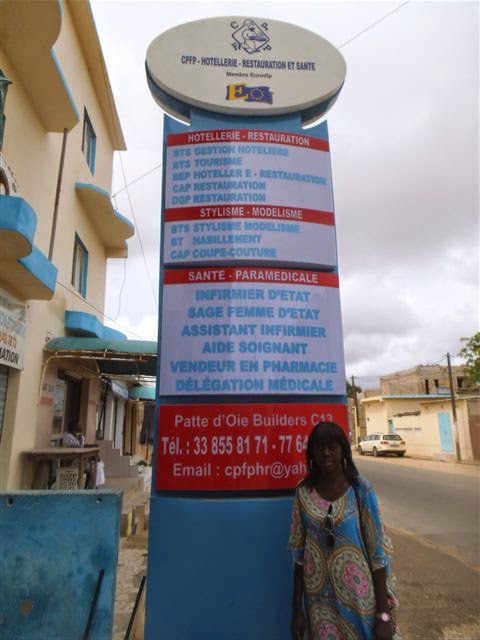 C P
F P
CPFP - HOTELLERIE - RESTAURATION ET SANTE
Membre Eurodip
E
HOTELLERIE - RESTAURATION
BTS GESTION HOTELIERE
BTS TOURISME
BEP HOTELLER E - RESTAURATION
CAP RESTAURATION
DQP RESTAURATION
STYLISME - MODELISME
BTS STYLISME MODELISME
BT HABILLEMENT
CAP COUPE-COUTURE
SANTE - PARAMEDICALE
INFIRMIER D'ETAT
SAGE FEMME D'ETAT
ASSISTANT INFIRMIER
AIDE SOIGNANT
VENDEUR EN PHARMACIE
DÉLÉGATION MÉDICALE
Patte d'Oie Builders C13
Tél. : 33 855 81 71 - 77 64
Email : cpfphr@yah